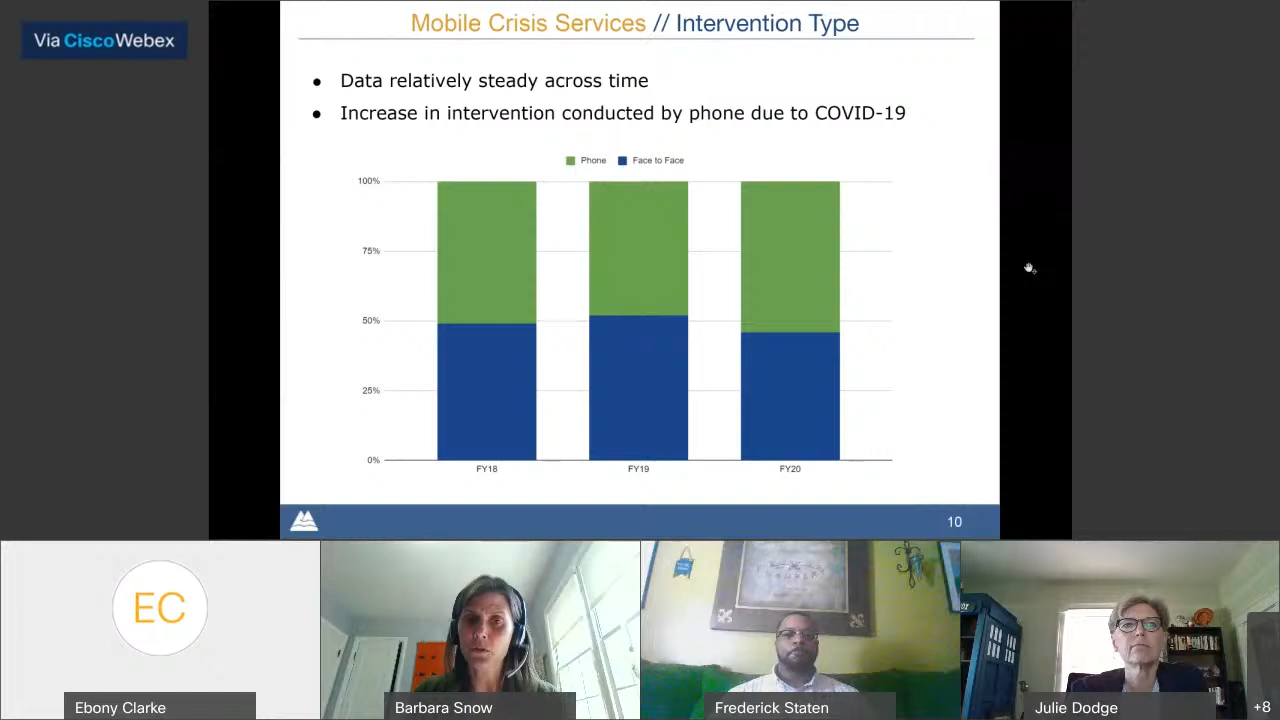 Via CiscoWebex
Mobile Crisis Services // Intervention Type
● Data relatively steady across time
● Increase in intervention conducted by phone due to COVID-19
Phone Face to Face
100%
75%
50%
25%
0%
FY18 FY19 FY20
10
EC
Ebony Clarke
Barbara Snow
Frederick Staten
Julie Dodge
+8